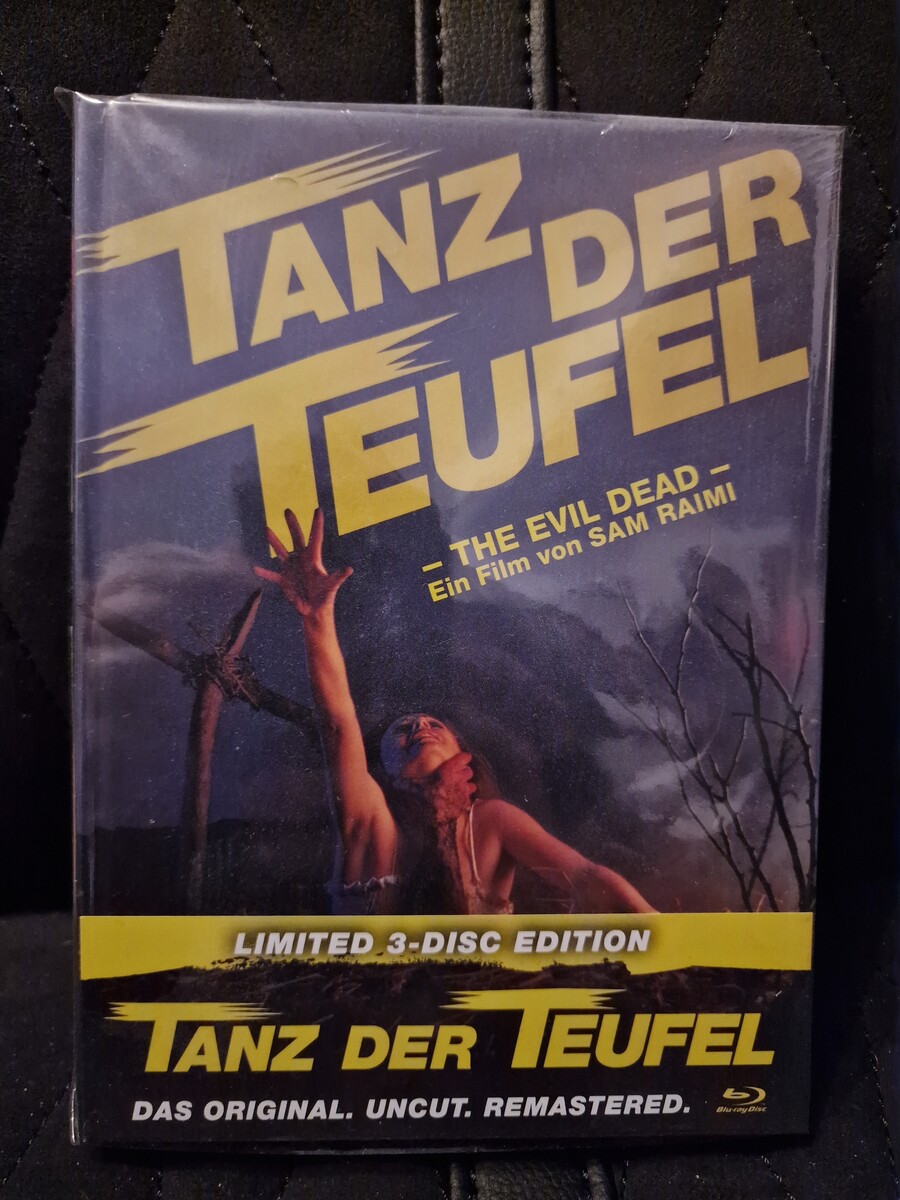 TANZ DER
TEUFEL
– THE EVIL DEAD –
Ein Film von SAM RAIMI
LIMITED 3-DISC EDITION
TANZ DER TEUFEL
DAS ORIGINAL. UNCUT. REMASTERED.
Blu-ray Disc